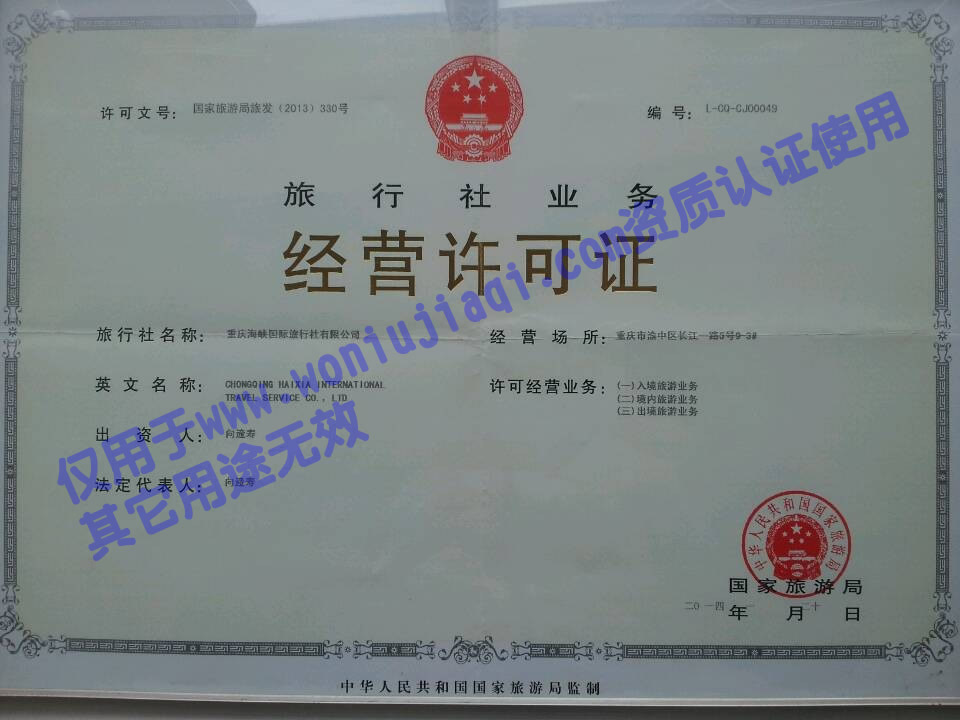 许可文号： 国家旅游局旅发（2013）330号
编号： L-CQ-CJ00049
旅行社业务
经营许可证
旅行社名称： 重庆海峡国际旅行社有限公司
经营场所： 重庆市渝中区长江一路5号9-3#
英文名称： CHONGQING HAIXIA INTERNATIONAL
TRAVEL SERVICE CO., LTD
许可经营业务： (一)入境旅游业务
(二)境内旅游业务
(三)出境旅游业务
出资人：
法定代表人：
仅用于www.woniujiaqi.com资质认证使用
其它用途无效
中华人民共和国国家旅游局
国家旅游局
二〇一四年 月二十日
中华人民共和国国家旅游局监制